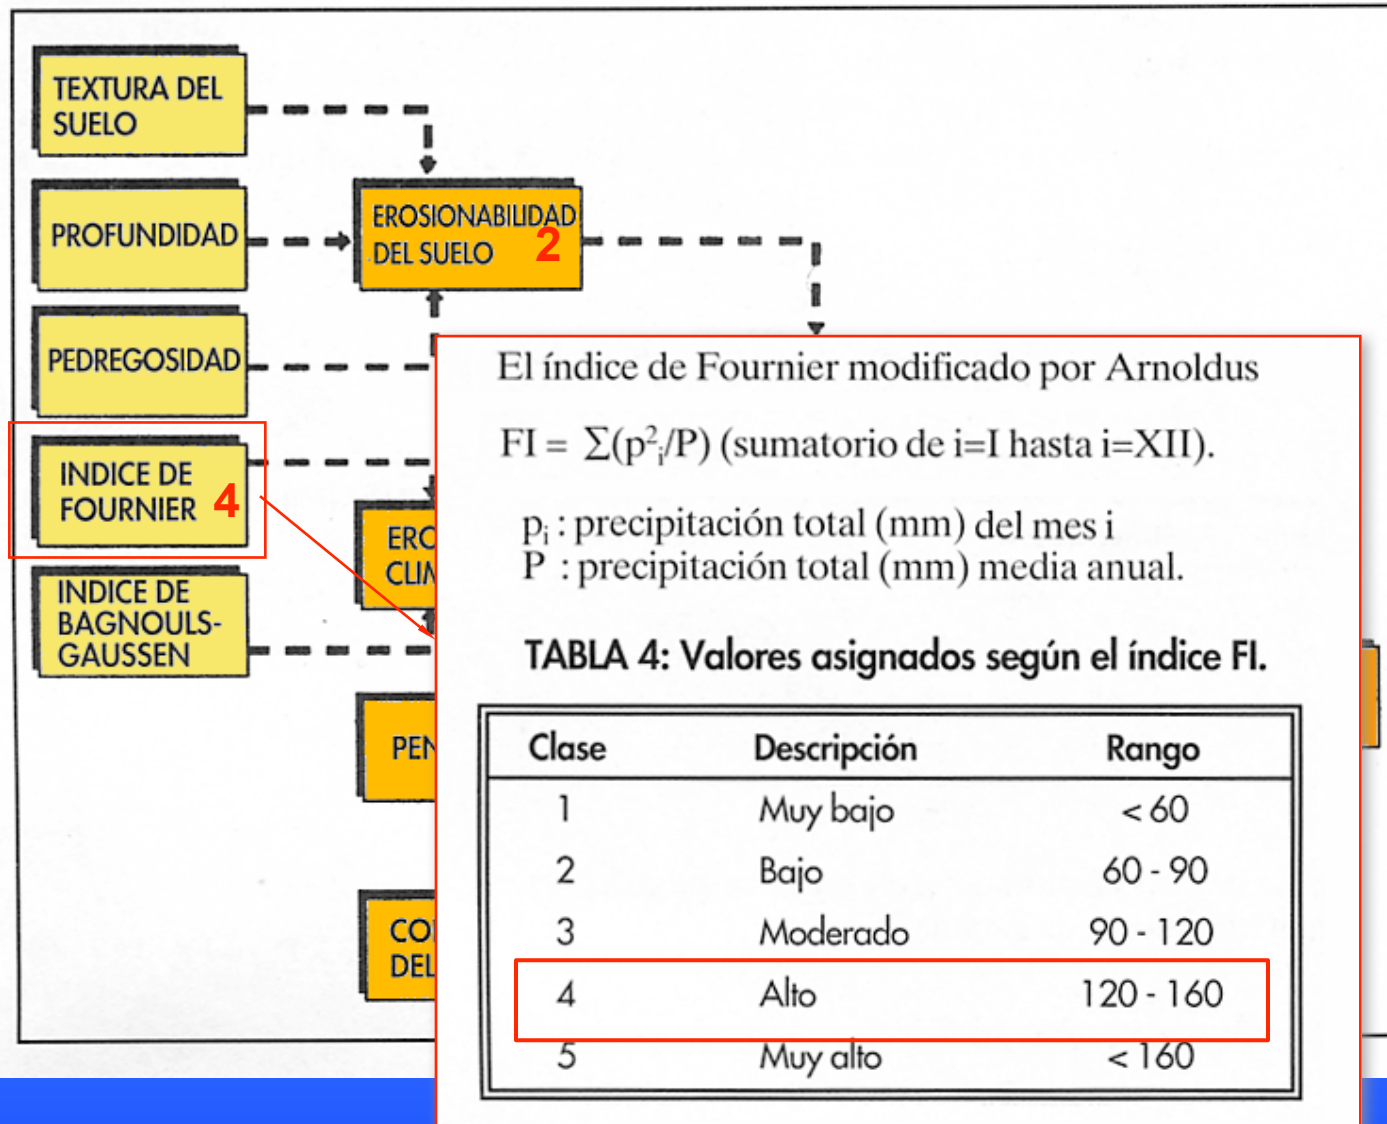 TEXTURA DEL
SUELO
PROFUNDIDAD
EROSIONABILIDAD
DEL SUELO 2
PEDREGOSIDAD
INDICE DE
FOURNIER 4
INDICE DE
BAGNOULS-
GAUSSEN
El índice de Fournier modificado por Arnoldus
FI = Σ(p²ᵢ/P) (sumatorio de i=I hasta i=XII).
pᵢ : precipitación total (mm) del mes i
P : precipitación total (mm) media anual.
TABLA 4: Valores asignados según el índice FI.
Clase Descripción Rango
1 Muy bajo < 60
2 Bajo 60 - 90
3 Moderado 90 - 120
4 Alto 120 - 160
5 Muy alto < 160